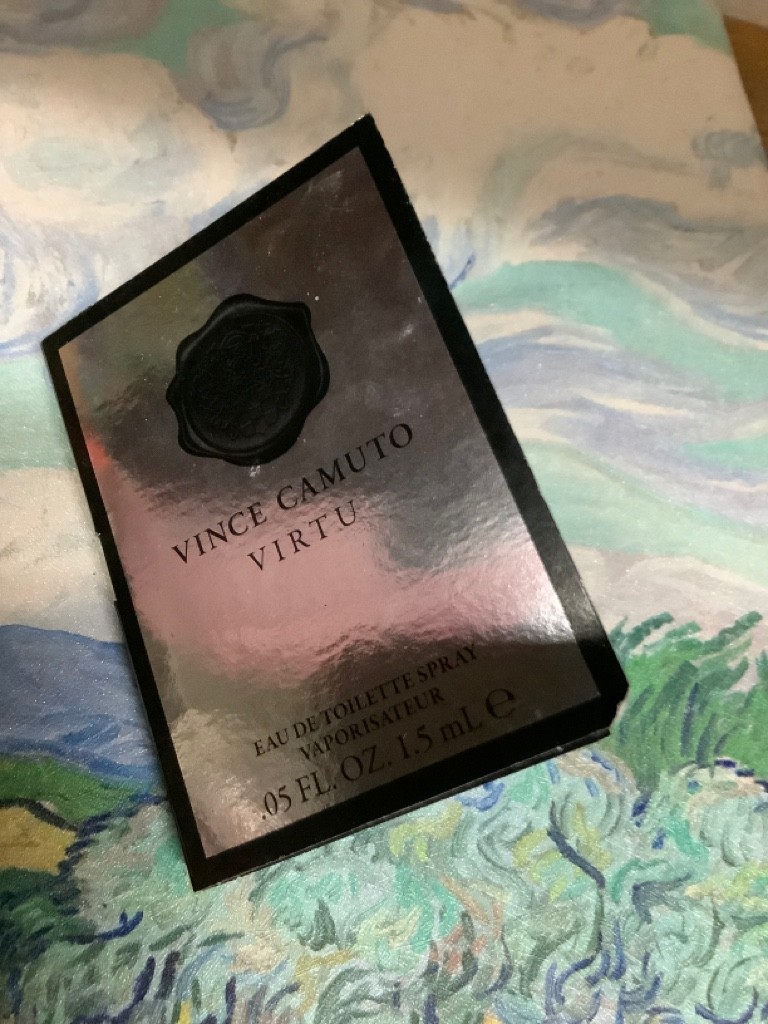 VINCE CAMUTO
VIRTU
EAU DE TOILETTE SPRAY
VAPORISATEUR
.05 FL. OZ. 1.5 mL ℮